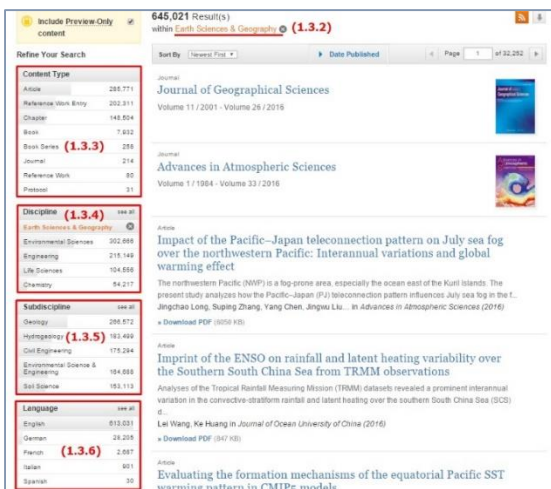 Include Preview-Only
content
645,021 Result(s)
within Earth Sciences & Geography (1.3.2)
Refine Your Search
Sort By Newest First
Date Published
Page 1 of 32,252
Content Type
Article 285,771
Reference Work Entry 202,311
Chapter 148,504
Book 7,832
Book Series (1.3.3) 258
Journal 214
Reference Work 80
Protocol 31
Discipline (1.3.4) see all
Earth Sciences & Geography
Environmental Sciences 302,666
Engineering 215,149
Life Sciences 104,556
Chemistry 54,217
Subdiscipline see all
Geology 266,572
Hydrogeology (1.3.5) 183,499
Civil Engineering 175,294
Environmental Science &
Engineering 164,688
Soil Science 153,113
Language see all
English 613,031
German 28,205
French (1.3.6) 2,687
Italian 901
Spanish 30
Journal
Journal of Geographical Sciences
Volume 11 / 2001 - Volume 26 / 2016
Journal
Advances in Atmospheric Sciences
Volume 1 / 1984 - Volume 33 / 2016
Article
Impact of the Pacific–Japan teleconnection pattern on July sea fog
over the northwestern Pacific: Interannual variations and global
warming effect
The northwestern Pacific (NWP) is a fog-prone area, especially the ocean east of the Kuril Islands. The
present study analyzes how the Pacific–Japan (PJ) teleconnection pattern influences July sea fog in the f...
Jingchao Long, Suping Zhang, Yang Chen, Jingwu Liu... in Advances in Atmospheric Sciences (2016)
» Download PDF (6858 KB)
Article
Imprint of the ENSO on rainfall and latent heating variability over
the Southern South China Sea from TRMM observations
Analyses of the Tropical Rainfall Measuring Mission (TRMM) datasets revealed a prominent interannual
variation in the convective-stratiform rainfall and latent heating over the southern South China Sea (SCS)
d...
Lei Wang, Ke Huang in Journal of Ocean University of China (2016)
» Download PDF (847 KB)
Article
Evaluating the formation mechanisms of the equatorial Pacific SST
warming pattern in CMIP5 models